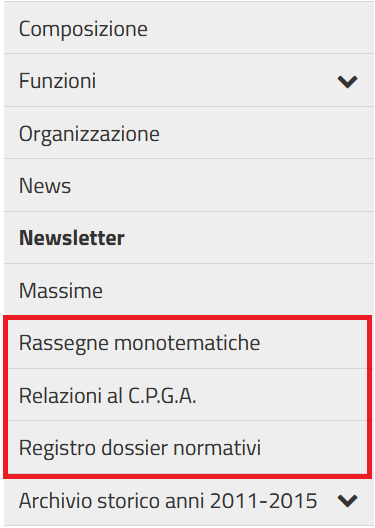 Composizione
Funzioni
Organizzazione
News
Newsletter
Massime
Rassegne monotematiche
Relazioni al C.P.G.A.
Registro dossier normativi
Archivio storico anni 2011-2015